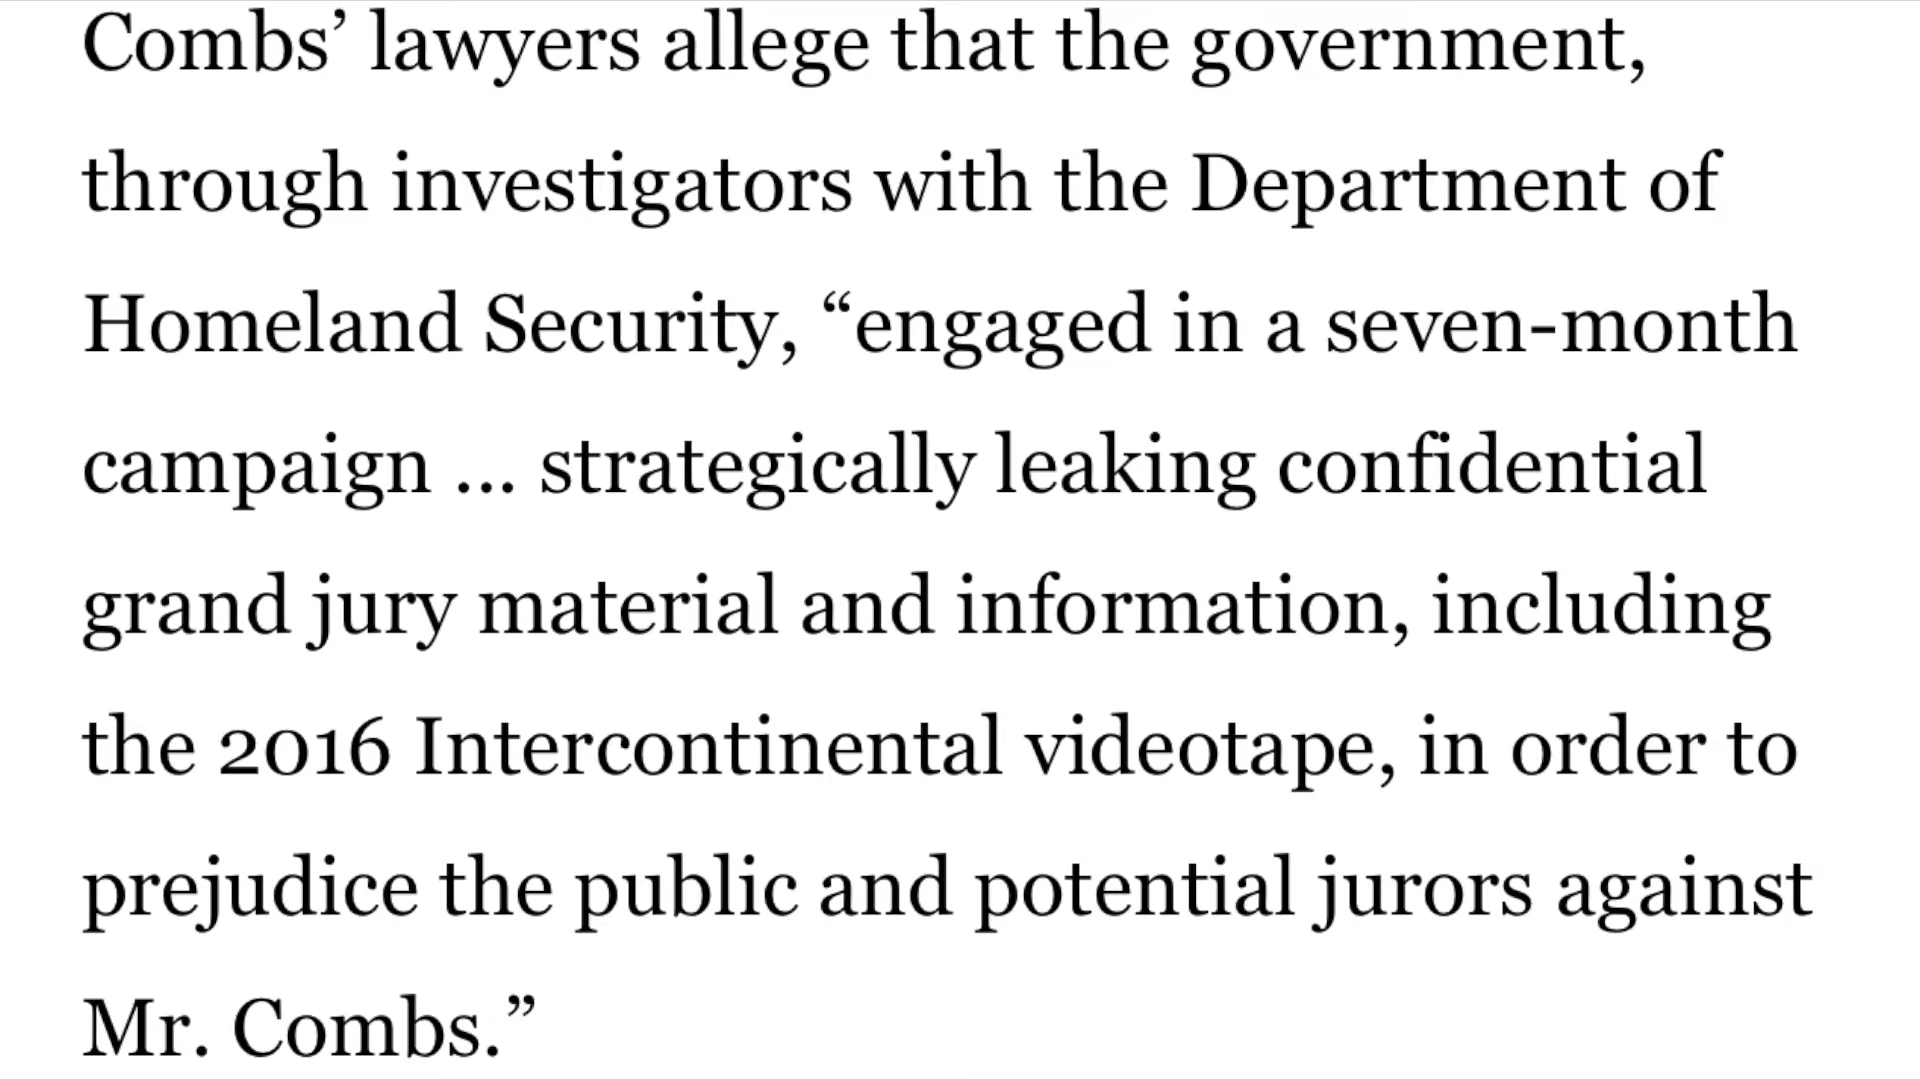 Combs’ lawyers allege that the government,
through investigators with the Department of
Homeland Security, “engaged in a seven-month
campaign ... strategically leaking confidential
grand jury material and information, including
the 2016 Intercontinental videotape, in order to
prejudice the public and potential jurors against
Mr. Combs.”